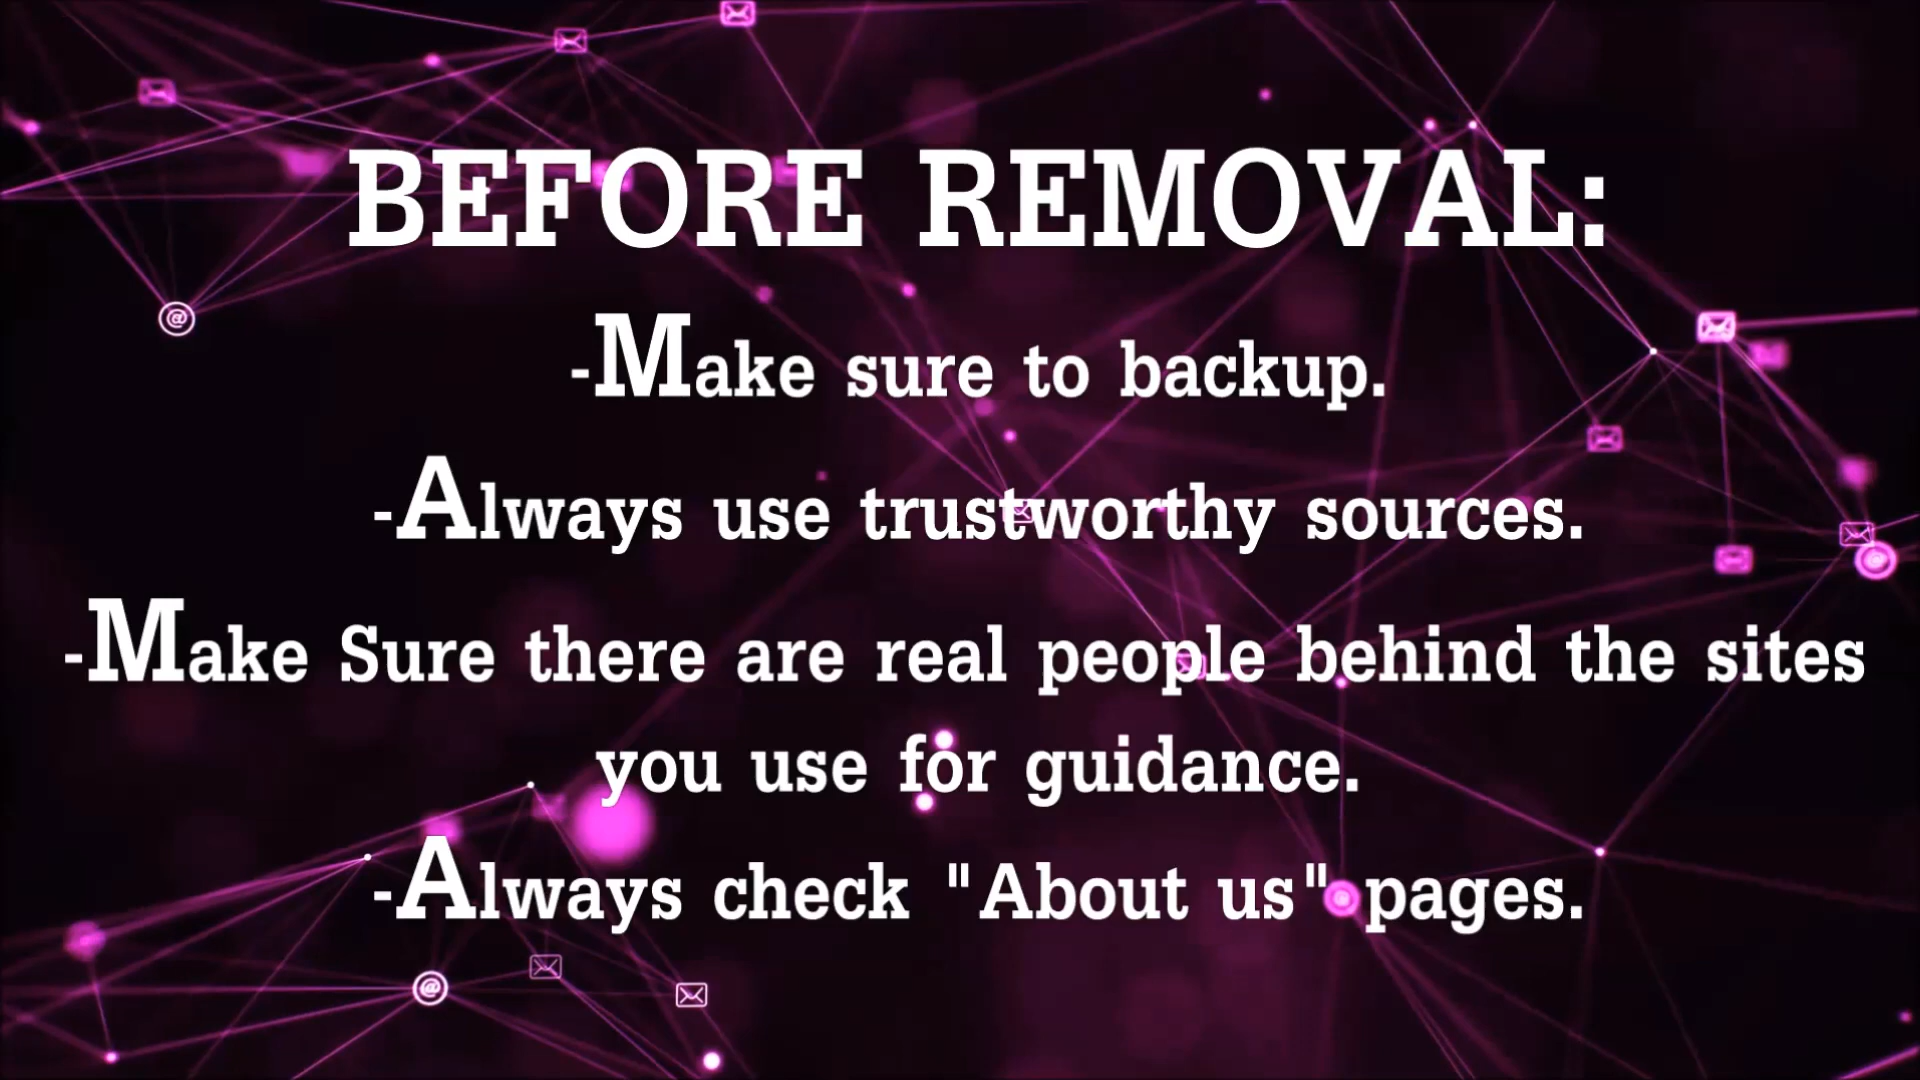 BEFORE REMOVAL:
-Make sure to backup.
-Always use trustworthy sources.
-Make Sure there are real people behind the sites
you use for guidance.
-Always check "About us" pages.